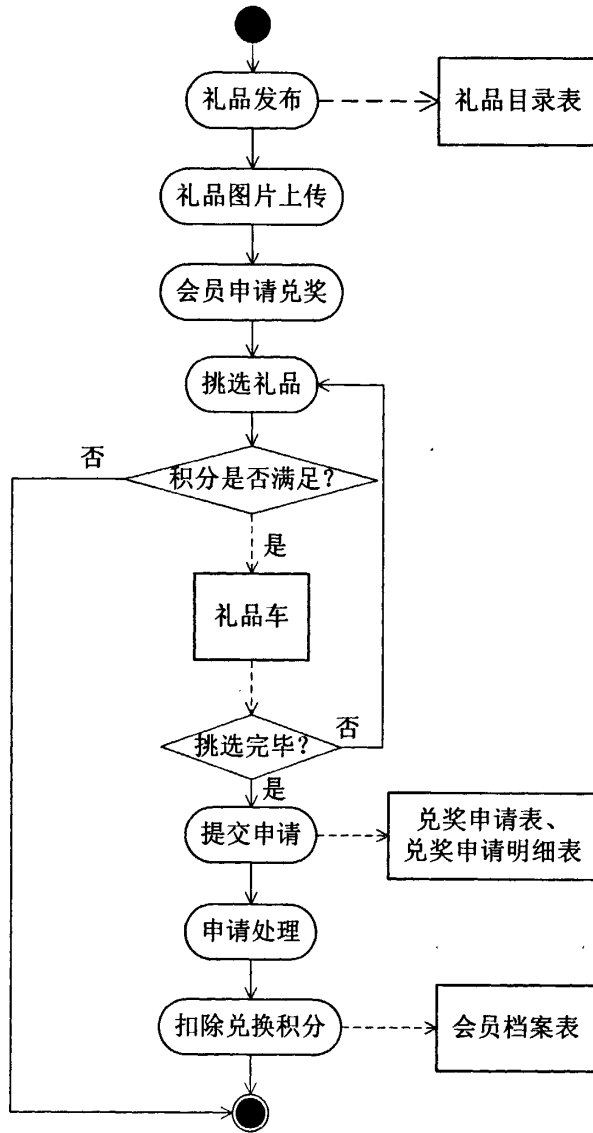 礼品发布
礼品目录表
礼品图片上传
会员申请兑奖
挑选礼品
否
积分是否满足?
是
礼品车
挑选完毕?
否
是
提交申请
兑奖申请表、
兑奖申请明细表
申请处理
扣除兑换积分
会员档案表